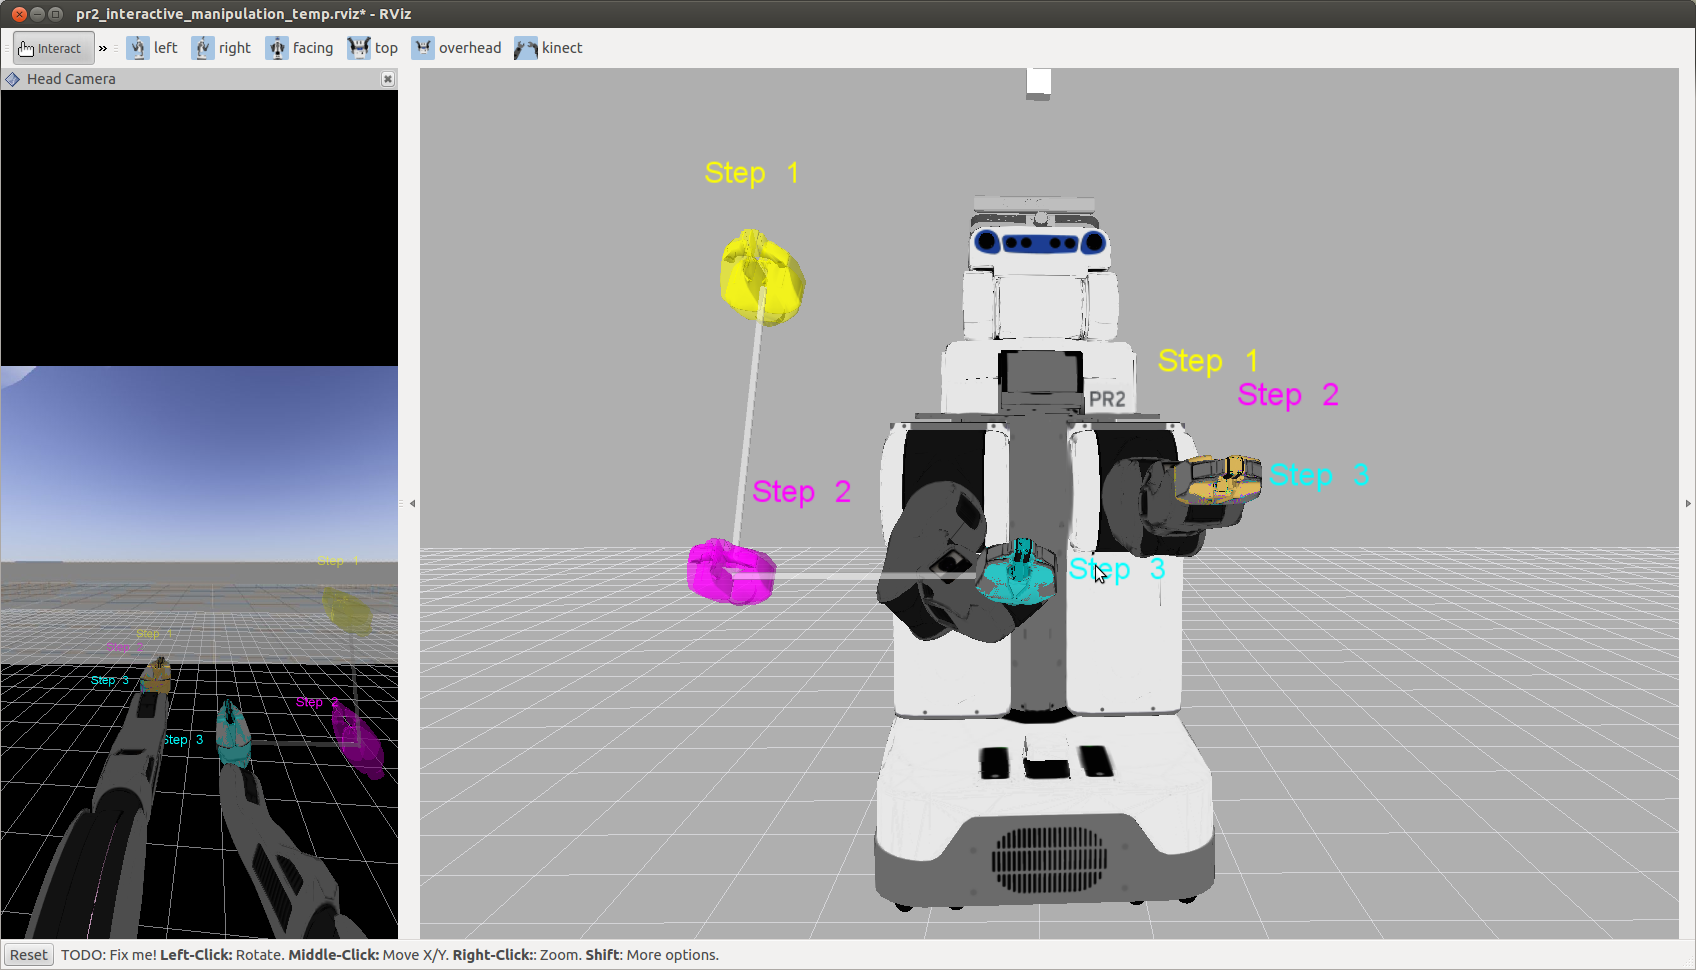 pr2_interactive_manipulation_temp.rviz* - RViz
Interact » left right facing top overhead kinect
Head Camera
Step 1
Step 1
Step 2
PR2
Step 3
Step 2
Step 3
Step 1
Step 1
Step 2
Step 3
Step 2
Step 3
Reset TODO: Fix me! Left-Click: Rotate. Middle-Click: Move X/Y. Right-Click:: Zoom. Shift: More options.